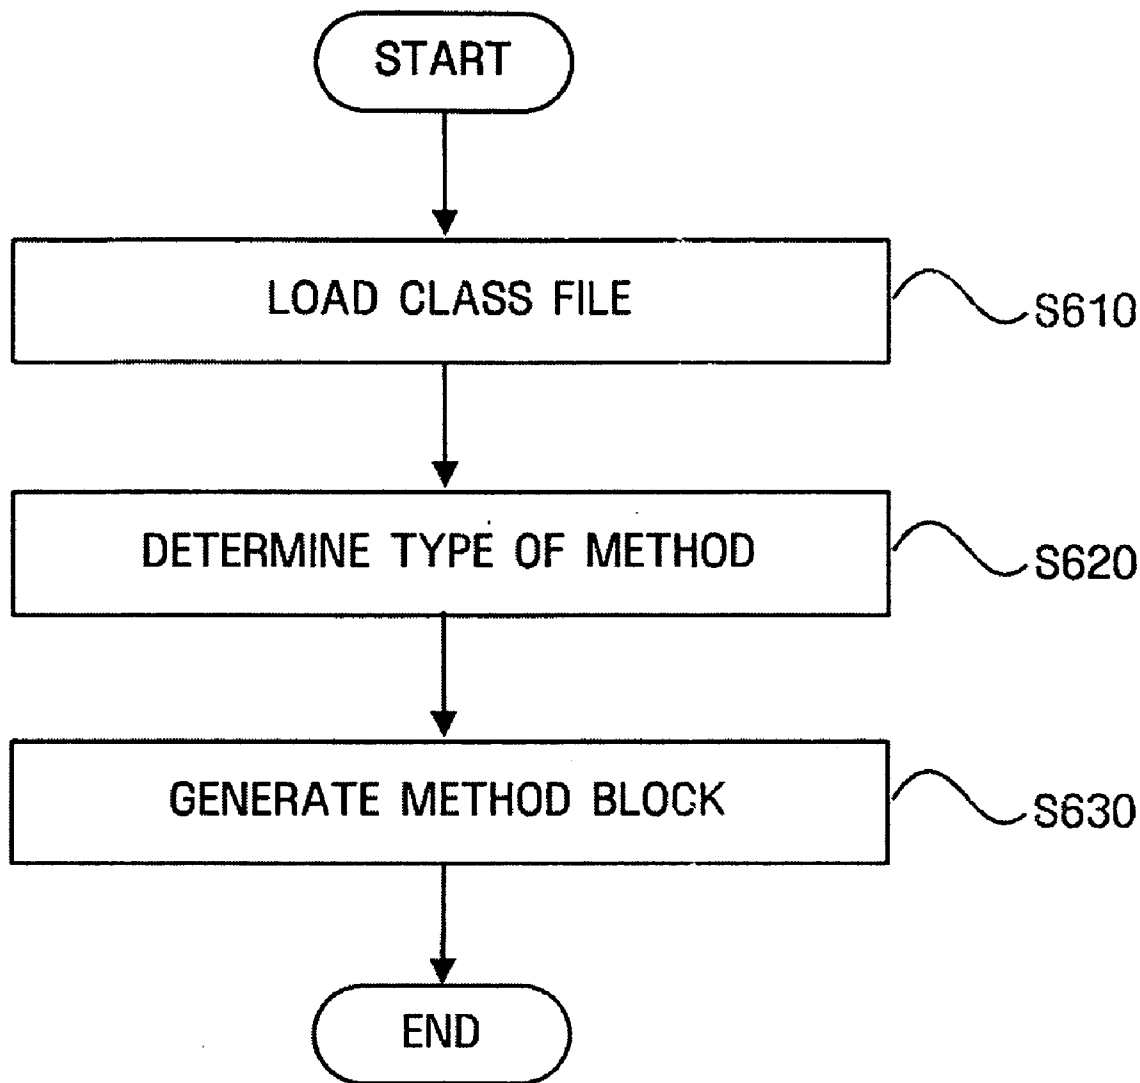 START
LOAD CLASS FILE
S610
DETERMINE TYPE OF METHOD
S620
GENERATE METHOD BLOCK
S630
END